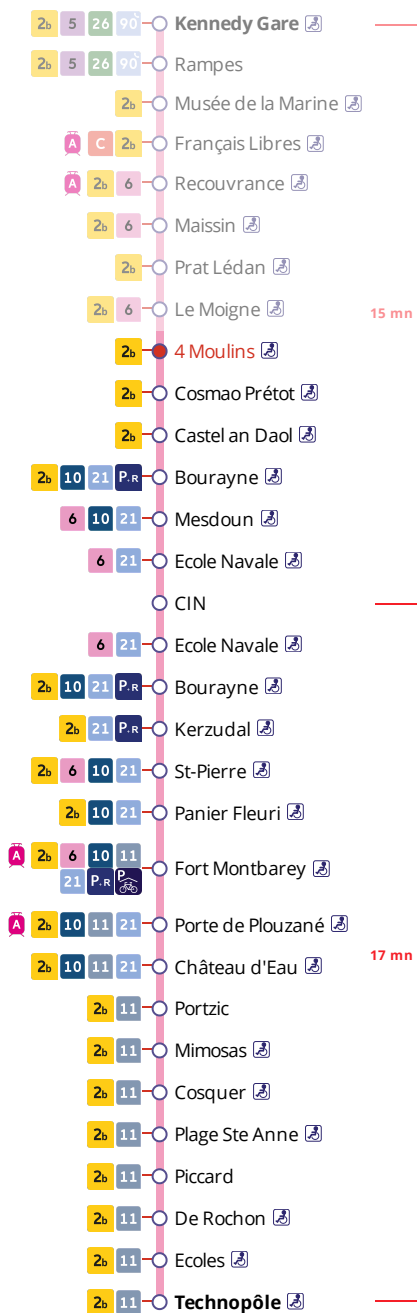 2b 5 26 90 Kennedy Gare
2b 5 26 90 Rampes
2b Musée de la Marine
A C 2b Français Libres
A 2b 6 Recouvrance
2b 6 Maissin
2b Prat Lédan
2b 6 Le Moigne
15 mn
2b 4 Moulins
2b Cosmao Prétot
2b Castel an Daol
2b 10 21 P.R Bourayne
6 10 21 Mesdoun
6 21 Ecole Navale
CIN
6 21 Ecole Navale
2b 10 21 P.R Bourayne
2b 21 P.R Kerzudal
2b 6 10 21 St-Pierre
2b 10 21 Panier Fleuri
A 2b 6 10 11
21 P.R P Fort Montbarey
A 2b 10 11 21 Porte de Plouzané
17 mn
2b 10 11 21 Château d'Eau
2b 11 Portzic
2b 11 Mimosas
2b 11 Cosquer
2b 11 Plage Ste Anne
2b 11 Piccard
2b 11 De Rochon
2b 11 Ecoles
2b 11 Technopôle